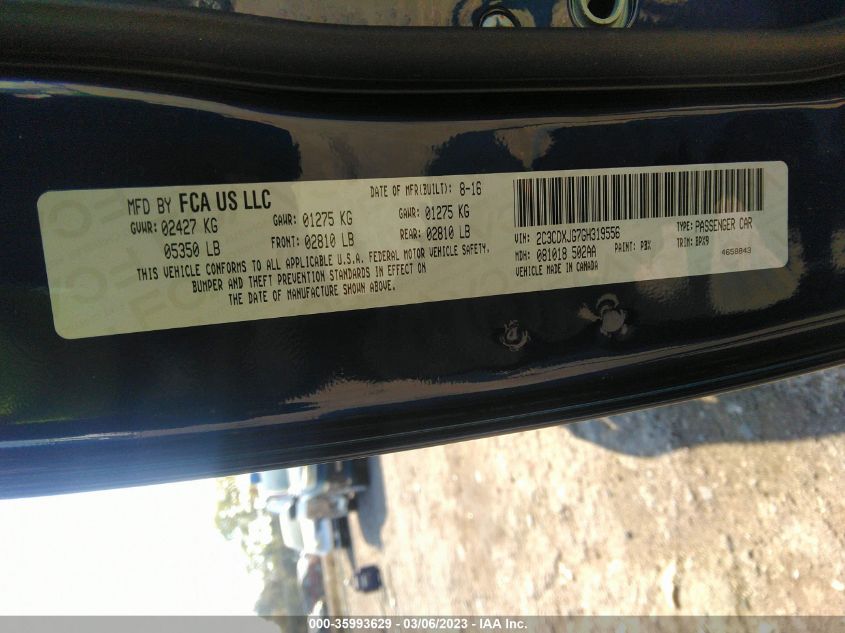 MFD BY FCA US LLC
DATE OF MFR(BUILT): 8-16
GVWR: 02427 KG
GAWR: 01275 KG
GAWR: 01275 KG
05350 LB
FRONT: 02810 LB
REAR: 02810 LB
THIS VEHICLE CONFORMS TO ALL APPLICABLE U.S.A. FEDERAL MOTOR VEHICLE SAFETY,
BUMPER AND THEFT PREVENTION STANDARDS IN EFFECT ON
THE DATE OF MANUFACTURE SHOWN ABOVE.
VIN: 2C3CDXJG7GH319556
TYPE: PASSENGER CAR
MDH: 081018 502AA
PAINT: PBX
TRIM: BPX9
VEHICLE MADE IN CANADA
4658843
000-35993629 - 03/06/2023 - IAA Inc.